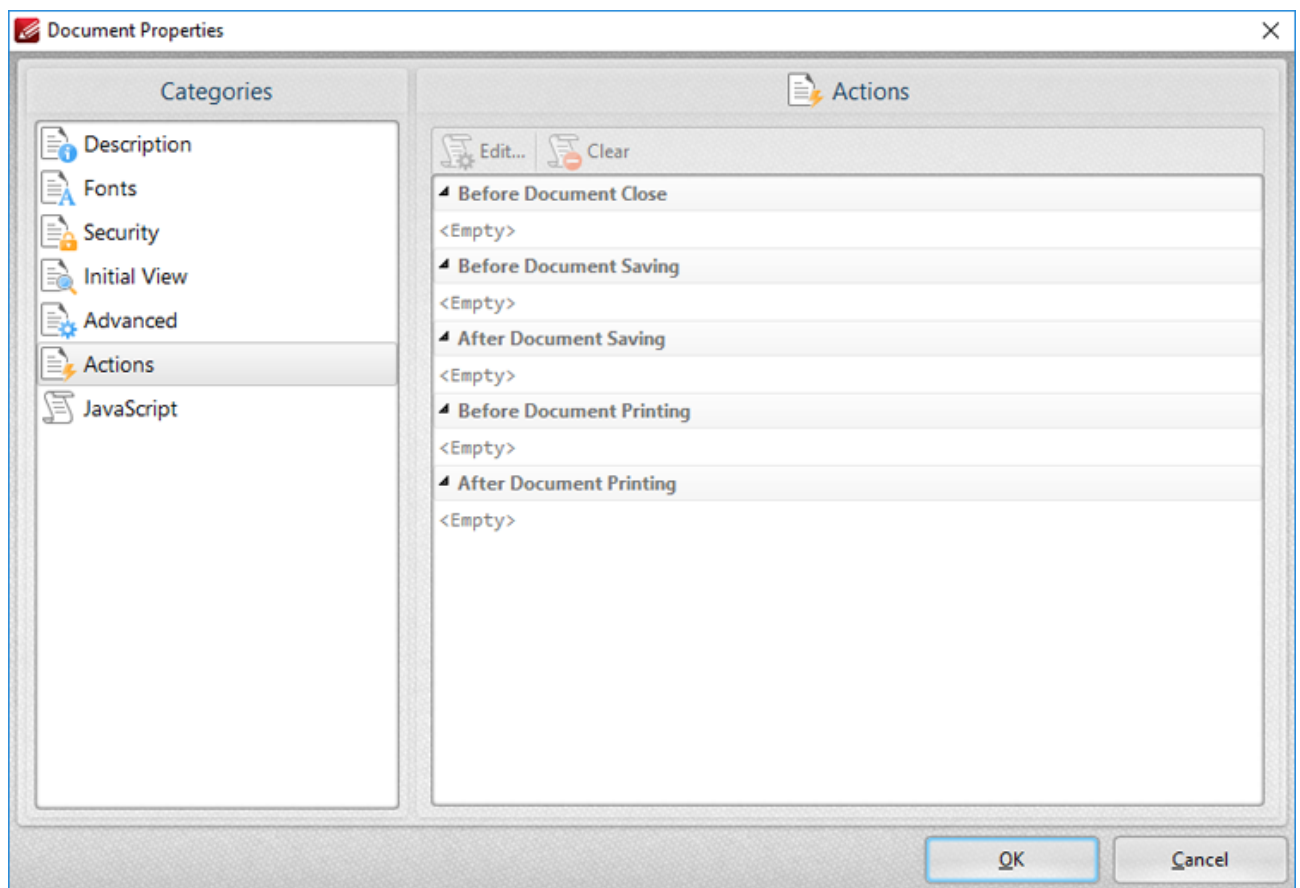 Document Properties
Categories
Description
Fonts
Security
Initial View
Advanced
Actions
JavaScript
Actions
Edit... Clear
Before Document Close
<Empty>
Before Document Saving
<Empty>
After Document Saving
<Empty>
Before Document Printing
<Empty>
After Document Printing
<Empty>
OK Cancel